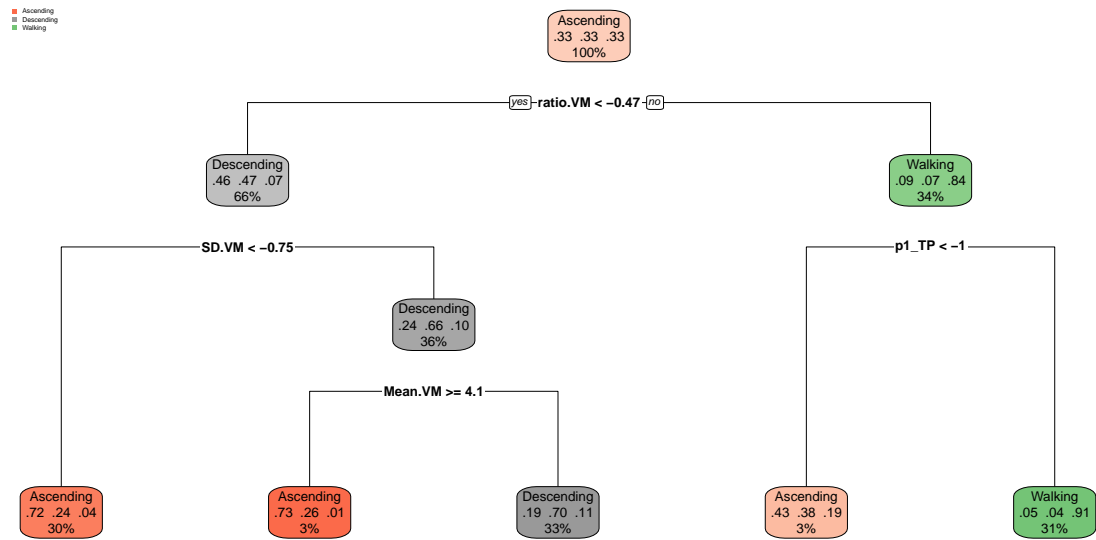 Ascending
Descending
Walking
Ascending
.33 .33 .33
100%
yes ratio.VM < −0.47 no
Descending
.46 .47 .07
66%
Walking
.09 .07 .84
34%
SD.VM < −0.75
p1_TP < −1
Descending
.24 .66 .10
36%
Mean.VM >= 4.1
Ascending
.72 .24 .04
30%
Ascending
.73 .26 .01
3%
Descending
.19 .70 .11
33%
Ascending
.43 .38 .19
3%
Walking
.05 .04 .91
31%